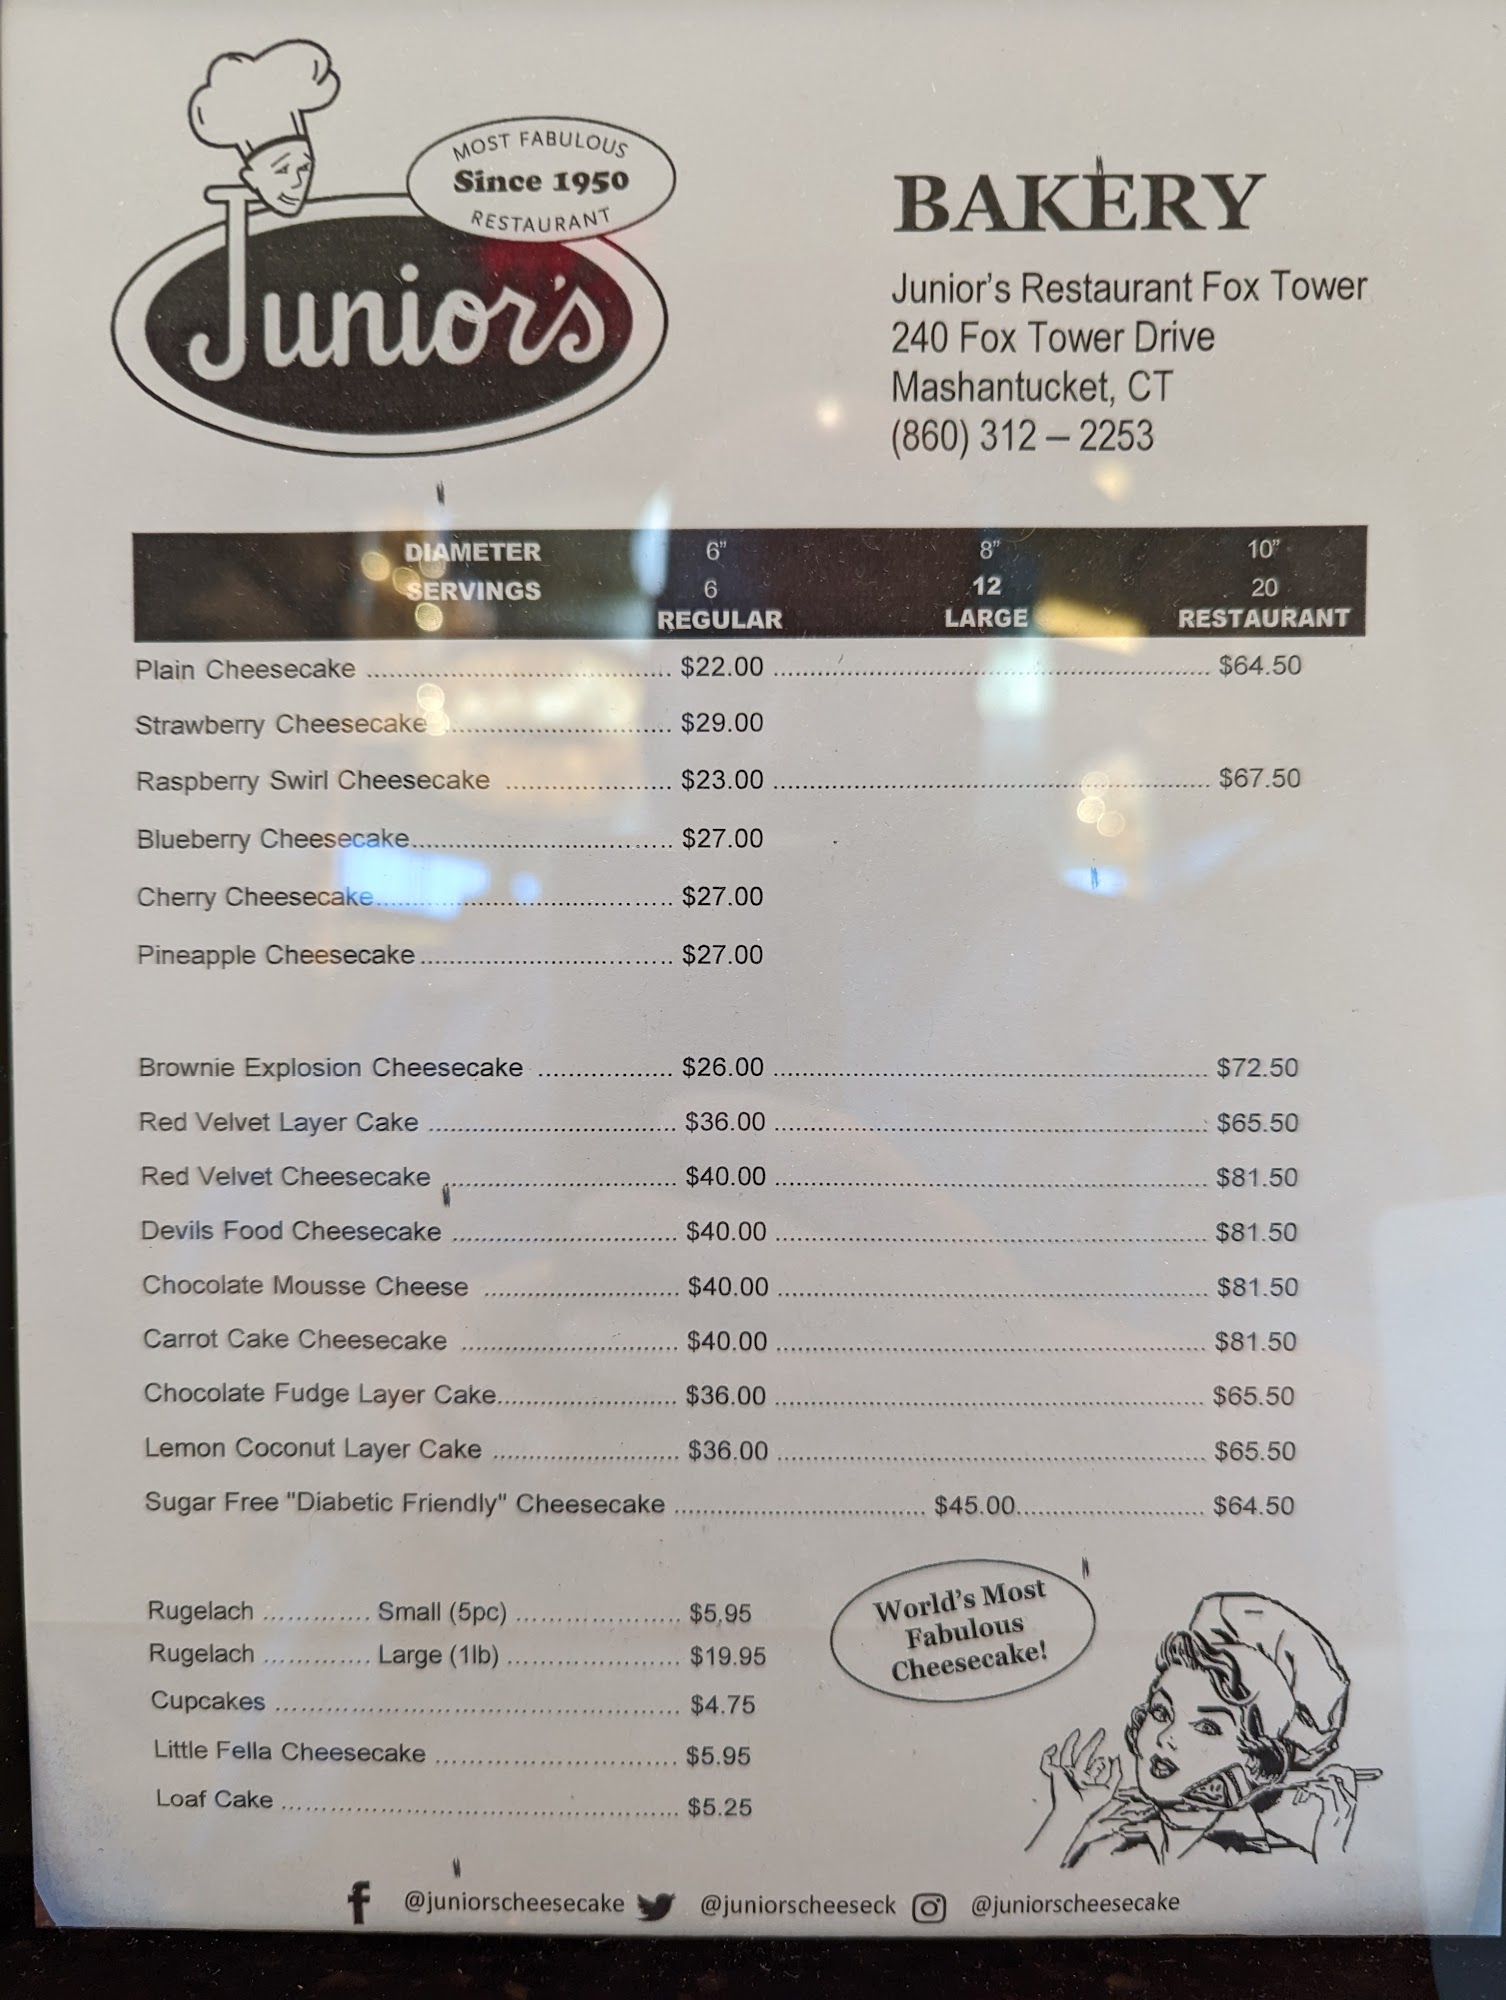 MOST FABULOUS
Since 1950
RESTAURANT
Junior's
BAKERY
Junior's Restaurant Fox Tower
240 Fox Tower Drive
Mashantucket, CT
(860) 312 – 2253
DIAMETER 6" 8" 10"
SERVINGS 6 12 20
REGULAR LARGE RESTAURANT
Plain Cheesecake $22.00 $64.50
Strawberry Cheesecake $29.00
Raspberry Swirl Cheesecake $23.00 $67.50
Blueberry Cheesecake $27.00
Cherry Cheesecake $27.00
Pineapple Cheesecake $27.00
Brownie Explosion Cheesecake $26.00 $72.50
Red Velvet Layer Cake $36.00 $65.50
Red Velvet Cheesecake $40.00 $81.50
Devils Food Cheesecake $40.00 $81.50
Chocolate Mousse Cheese $40.00 $81.50
Carrot Cake Cheesecake $40.00 $81.50
Chocolate Fudge Layer Cake $36.00 $65.50
Lemon Coconut Layer Cake $36.00 $65.50
Sugar Free "Diabetic Friendly" Cheesecake $45.00 $64.50
Rugelach Small (5pc) $5.95
Rugelach Large (1lb) $19.95
Cupcakes $4.75
Little Fella Cheesecake $5.95
Loaf Cake $5.25
World's Most
Fabulous
Cheesecake!
@juniorscheesecake @juniorscheeseck @juniorscheesecake